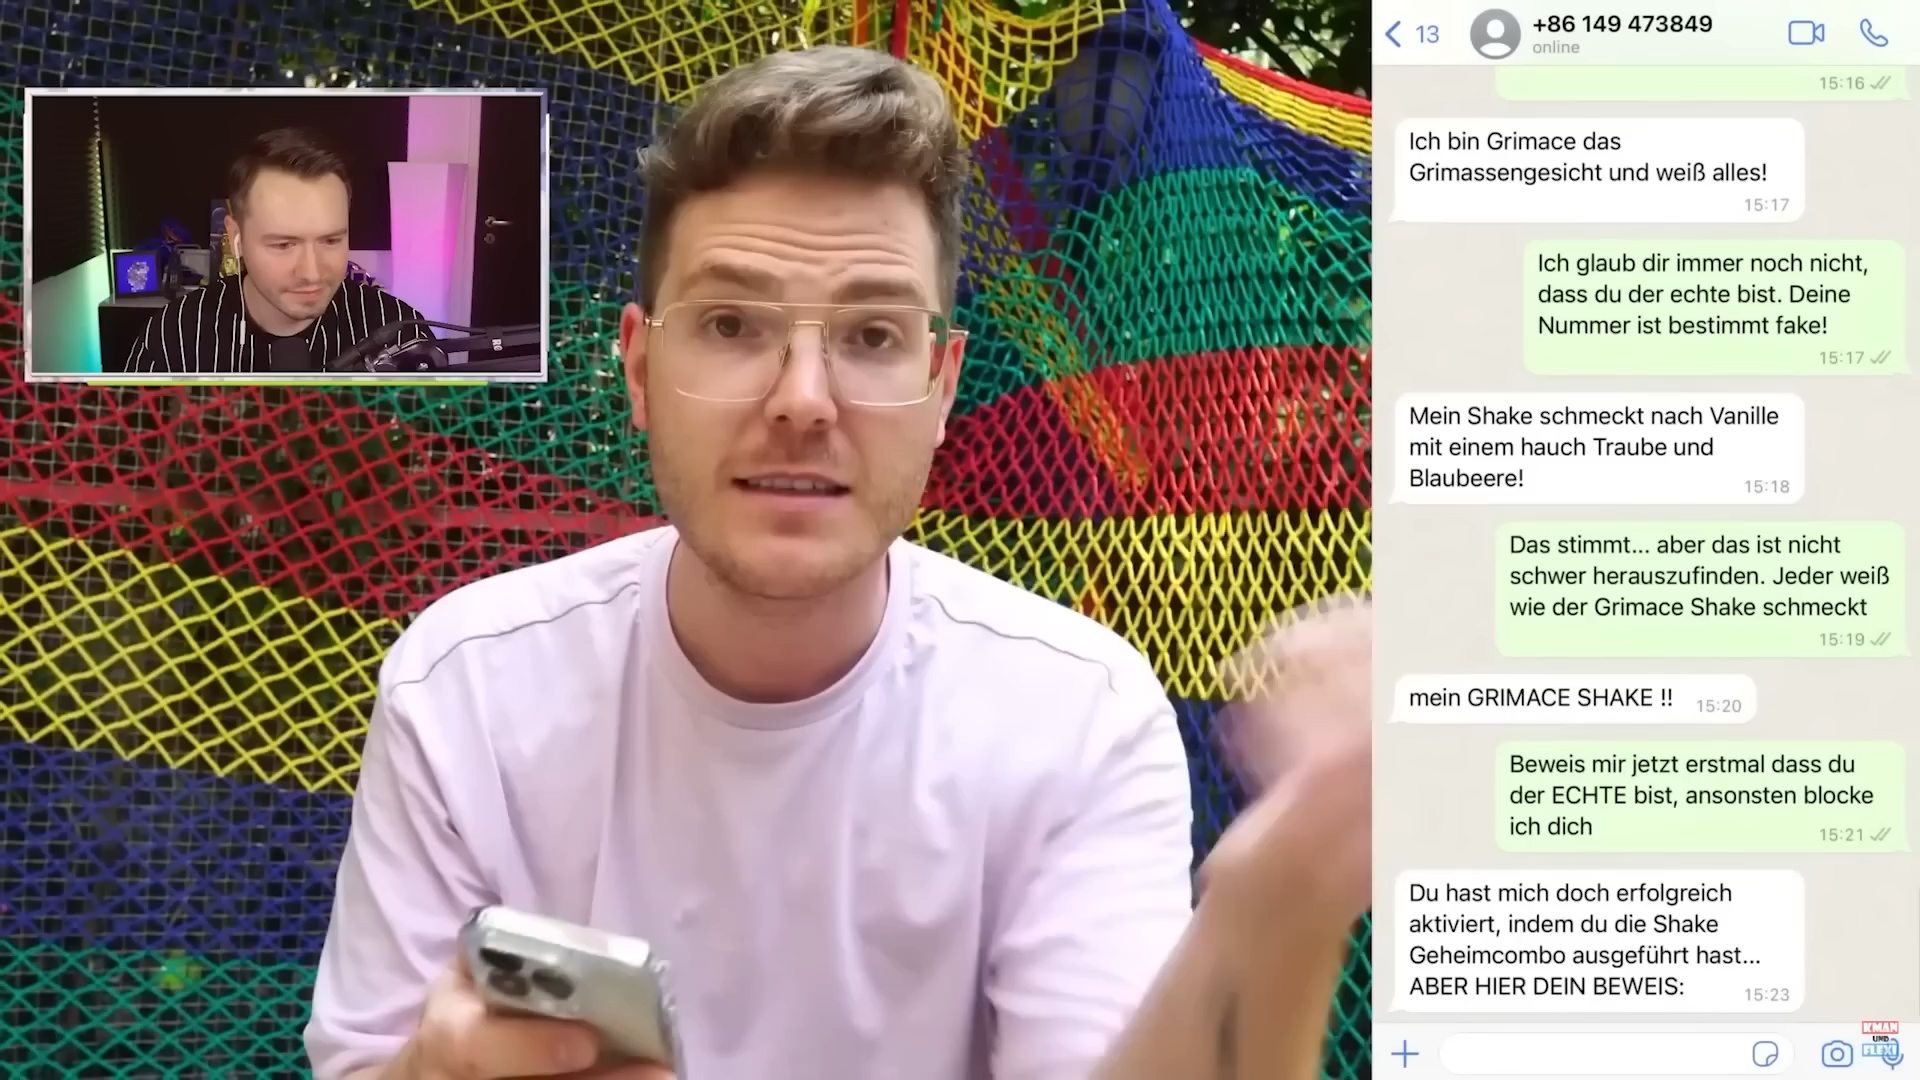 13
+86 149 473849
online
15:16
Ich bin Grimace das
Grimassengesicht und weiß alles!
15:17
Ich glaub dir immer noch nicht,
dass du der echte bist. Deine
Nummer ist bestimmt fake!
15:17
Mein Shake schmeckt nach Vanille
mit einem hauch Traube und
Blaubeere!
15:18
Das stimmt... aber das ist nicht
schwer herauszufinden. Jeder weiß
wie der Grimace Shake schmeckt
15:19
mein GRIMACE SHAKE !!
15:20
Beweis mir jetzt erstmal dass du
der ECHTE bist, ansonsten blocke
ich dich
15:21
Du hast mich doch erfolgreich
aktiviert, indem du die Shake
Geheimcombo ausgeführt hast...
ABER HIER DEIN BEWEIS:
15:23
KMAN
UND
FLEXI